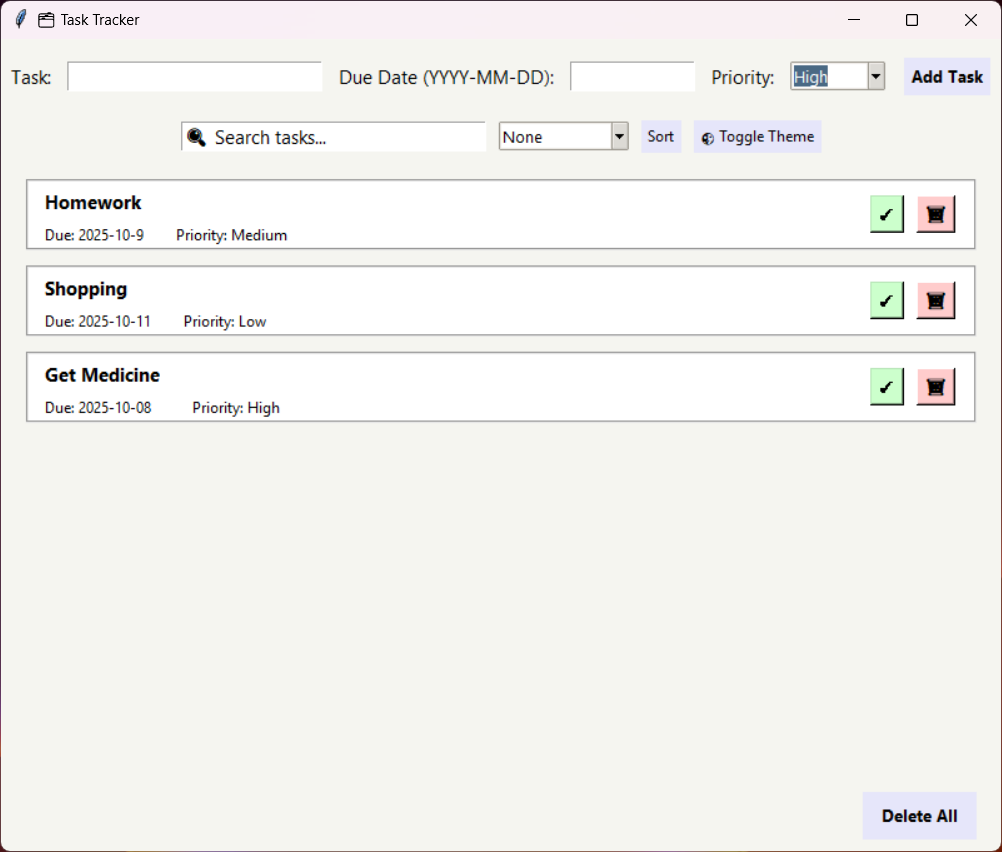 Task Tracker
Task: Due Date (YYYY-MM-DD): Priority: High Add Task
Search tasks... None Sort Toggle Theme
Homework
Due: 2025-10-9 Priority: Medium
Shopping
Due: 2025-10-11 Priority: Low
Get Medicine
Due: 2025-10-08 Priority: High
Delete All